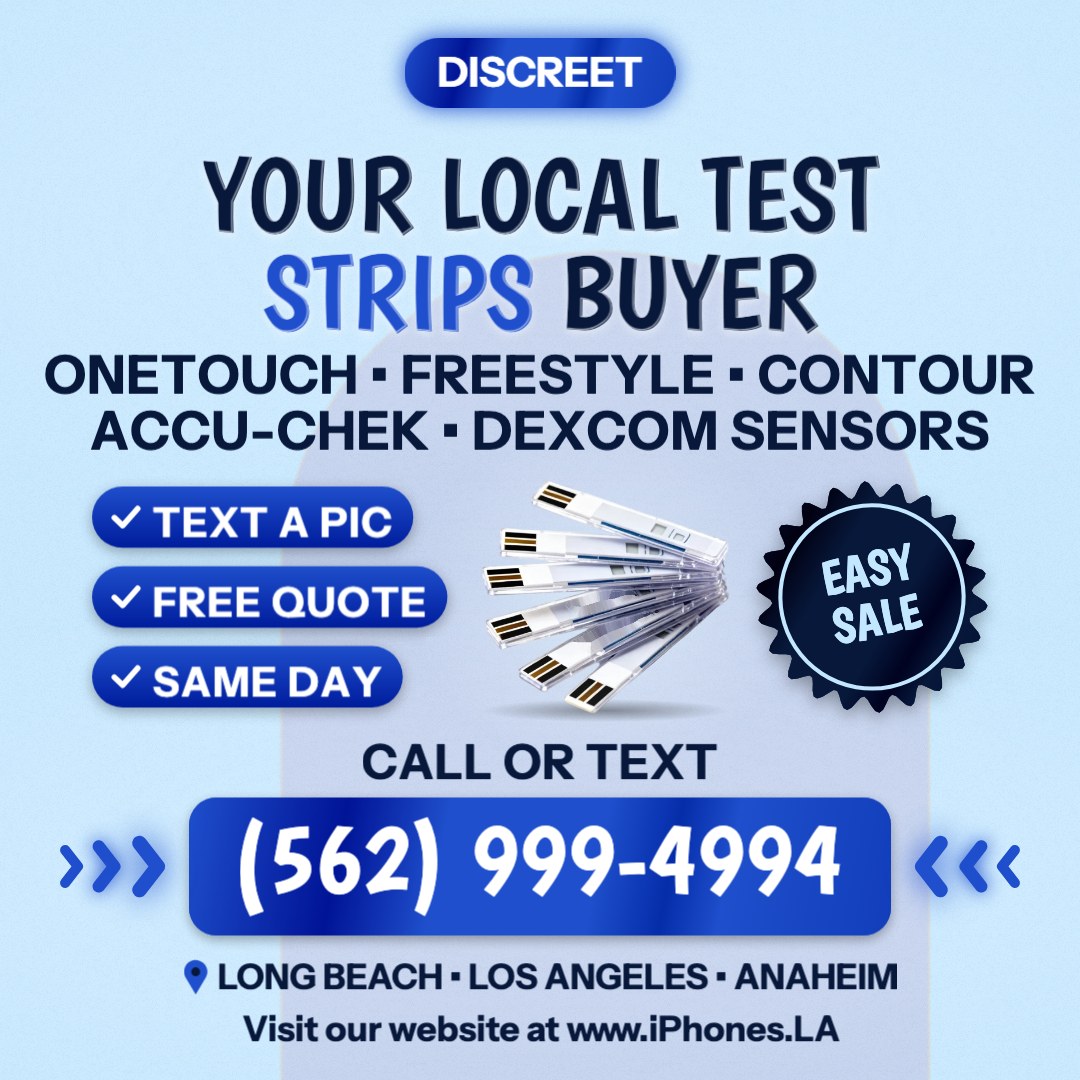 DISCREET
YOUR LOCAL TEST
STRIPS BUYER
ONETOUCH ▪ FREESTYLE ▪ CONTOUR
ACCU-CHEK ▪ DEXCOM SENSORS
✓ TEXT A PIC
✓ FREE QUOTE
✓ SAME DAY
EASY
SALE
CALL OR TEXT
(562) 999-4994
LONG BEACH ▪ LOS ANGELES ▪ ANAHEIM
Visit our website at www.iPhones.LA